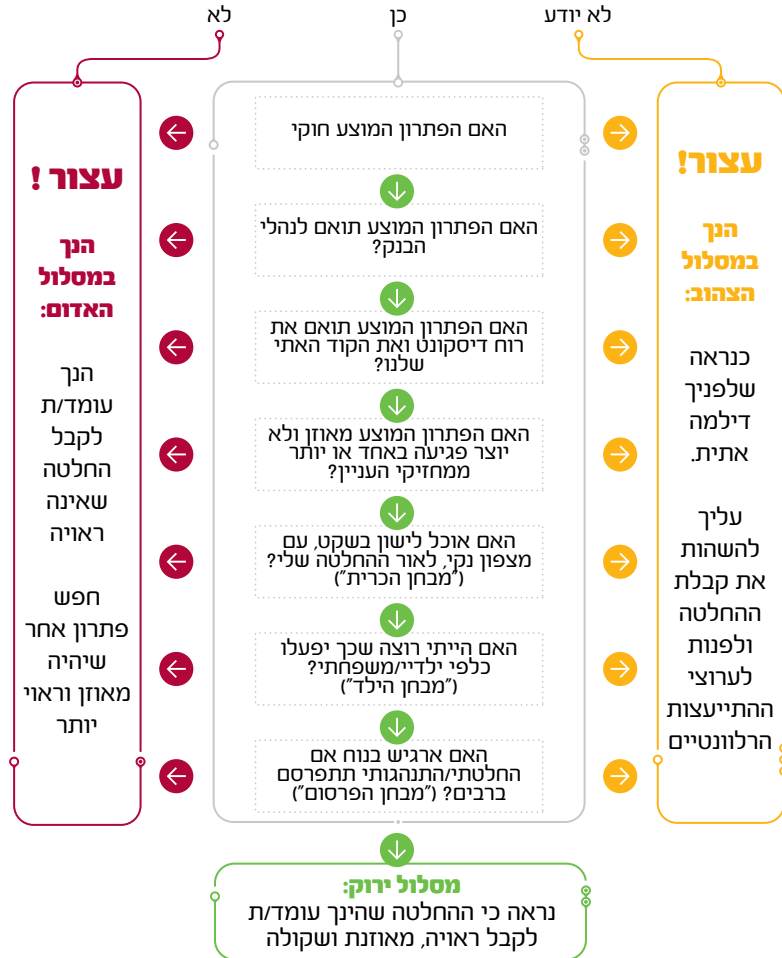 לא יודע
כן
לא
עצור!
הנך
במסלול
הצהוב:
כנראה
שלפניך
דילמה
אתית.
עליך
להשהות
את קבלת
ההחלטה
ולפנות
לערוצי
ההתייעצות
הרלוונטיים
האם הפתרון המוצע חוקי
האם הפתרון המוצע תואם לנהלי
הבנק?
האם הפתרון המוצע תואם את
רוח דיסקונט ואת הקוד האתי
שלנו?
האם הפתרון המוצע מאוזן ולא
יוצר פגיעה באחד או יותר
ממחזיקי העניין?
האם אוכל לישון בשקט, עם
מצפון נקי, לאור ההחלטה שלי?
("מבחן הכרית")
האם הייתי רוצה שכך יפעלו
כלפי ילדיי/משפחתי?
("מבחן הילד")
האם ארגיש בנוח אם
החלטתי/התנהגותי תתפרסם
ברבים? ("מבחן הפרסום")
עצור !
הנך
במסלול
האדום:
הנך
עומד/ת
לקבל
החלטה
שאינה
ראויה
חפש
פתרון אחר
שיהיה
מאוזן וראוי
יותר
מסלול ירוק:
נראה כי ההחלטה שהינך עומד/ת
לקבל ראויה, מאוזנת ושקולה